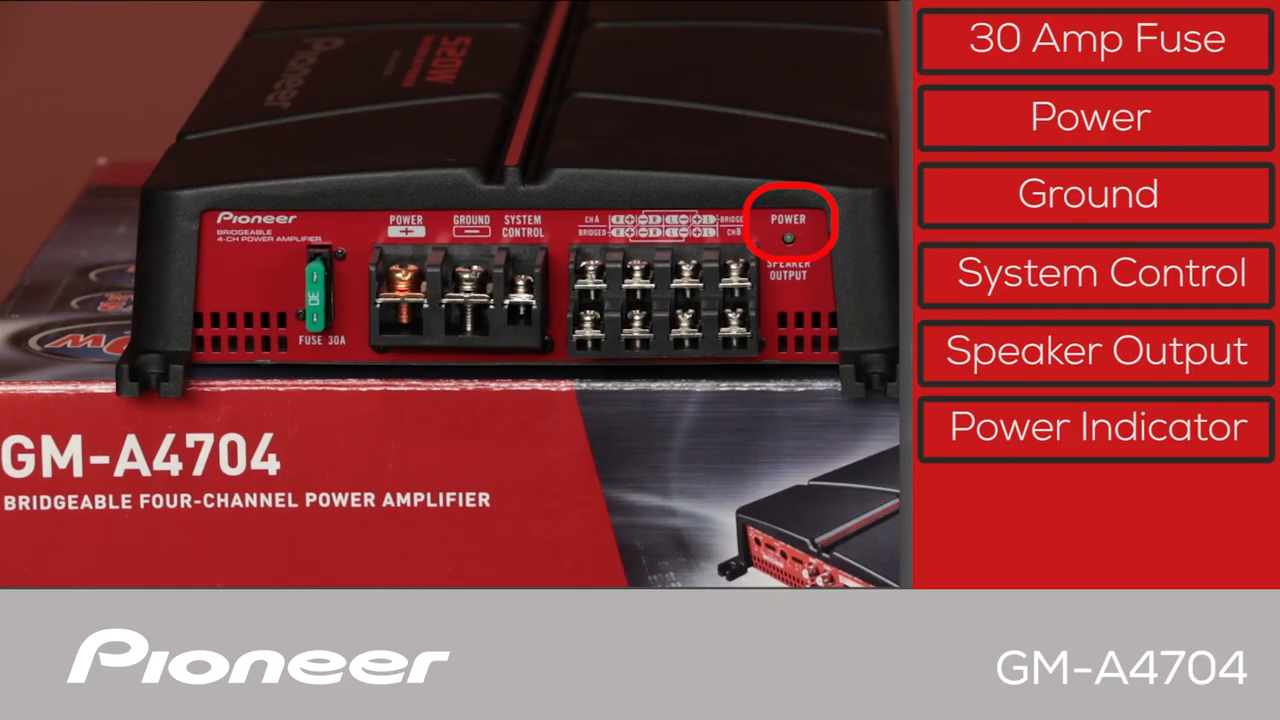 Pioneer
520W
Pioneer
BRIDGEABLE
4-CH POWER AMPLIFIER
POWER
+
GROUND
−
SYSTEM
CONTROL
CH A
BRIDGED
R + − R L − + L
R + − R L − + L
BRIDGE
CH B
POWER
SPEAKER
OUTPUT
30
FUSE 30A
GM-A4704
BRIDGEABLE FOUR-CHANNEL POWER AMPLIFIER
30 Amp Fuse
Power
Ground
System Control
Speaker Output
Power Indicator
Pioneer
GM-A4704